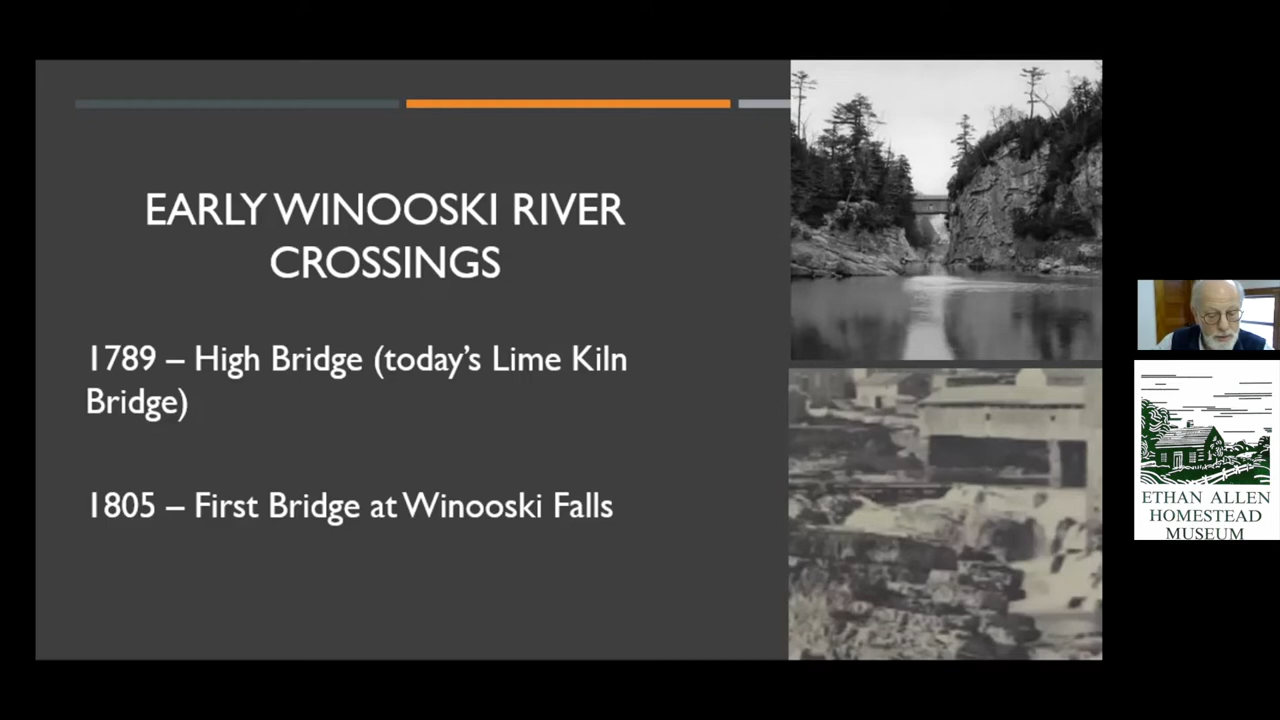 EARLY WINOOSKI RIVER
CROSSINGS
1789 – High Bridge (today's Lime Kiln
Bridge)
1805 – First Bridge at Winooski Falls
ETHAN ALLEN
HOMESTEAD
MUSEUM